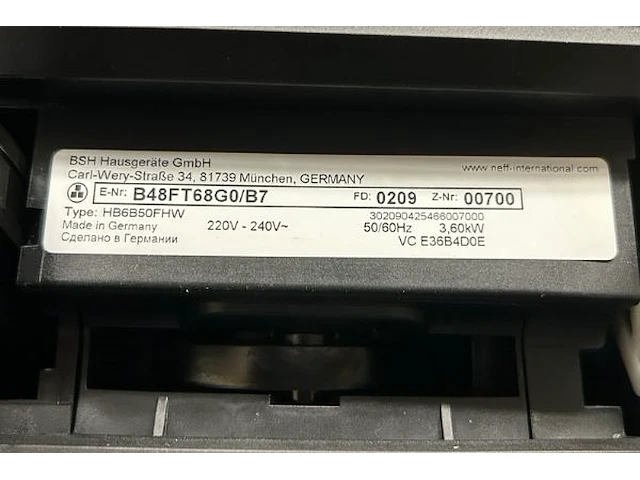 BSH Hausgeräte GmbH
Carl-Wery-Straße 34, 81739 München, GERMANY
www.neff-international.com
E-Nr: B48FT68G0/B7 FD: 0209 Z-Nr: 00700
Type: HB6B50FHW 302090425466007000
Made in Germany 220V - 240V~ 50/60Hz 3,60kW
Сделано в Германии VC E36B4D0E